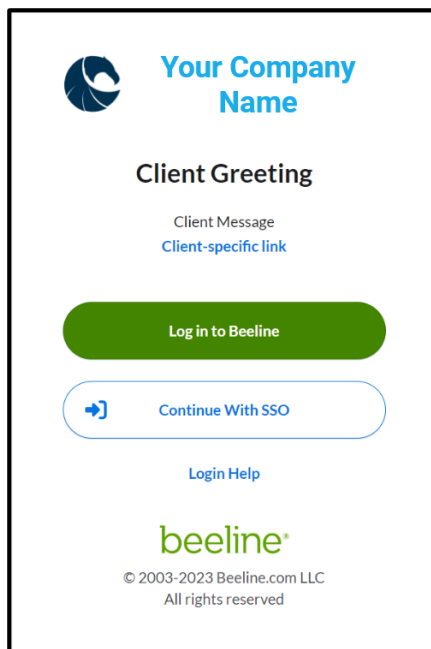 Your Company
Name
Client Greeting
Client Message
Client-specific link
Log in to Beeline
Continue With SSO
Login Help
beeline®
© 2003-2023 Beeline.com LLC
All rights reserved